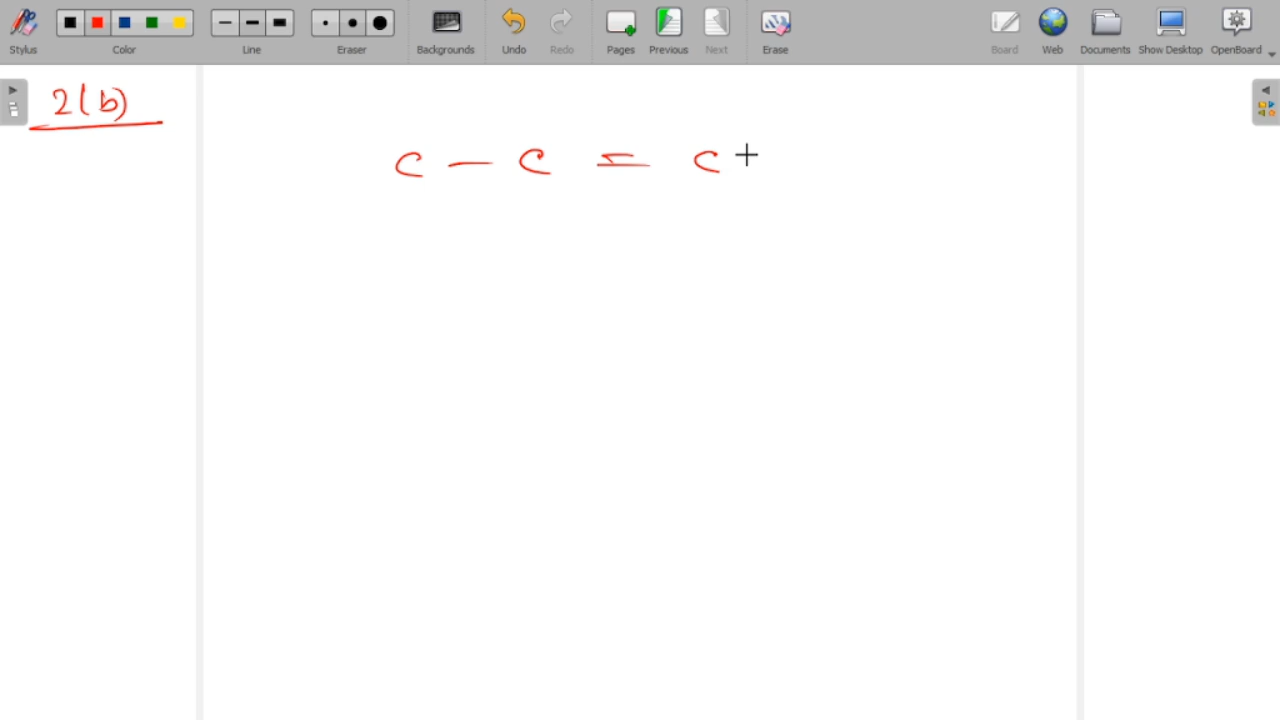 Stylus Color Line Eraser Backgrounds Undo Redo Pages Previous Next Erase Board Web Documents Show Desktop OpenBoard
2(b)
c - c = c